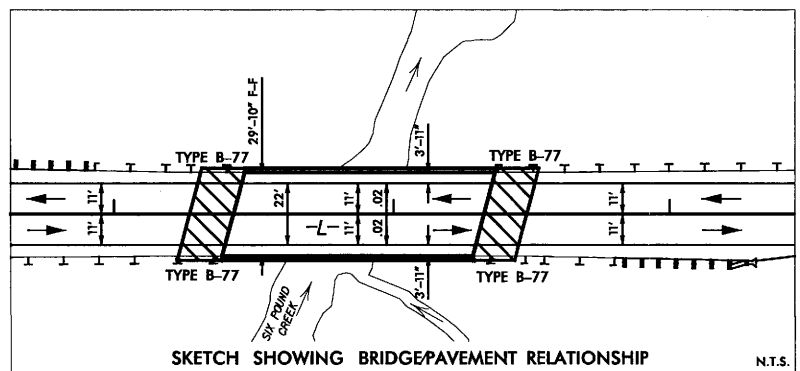 29'-10" F-F
3'-11"
TYPE B-77
TYPE B-77
11'
11'
22'
11'
11'
.02
.02
-L-
11'
11'
TYPE B-77
TYPE B-77
3'-11"
SIX POUND
CREEK
SKETCH SHOWING BRIDGE/PAVEMENT RELATIONSHIP
N.T.S.